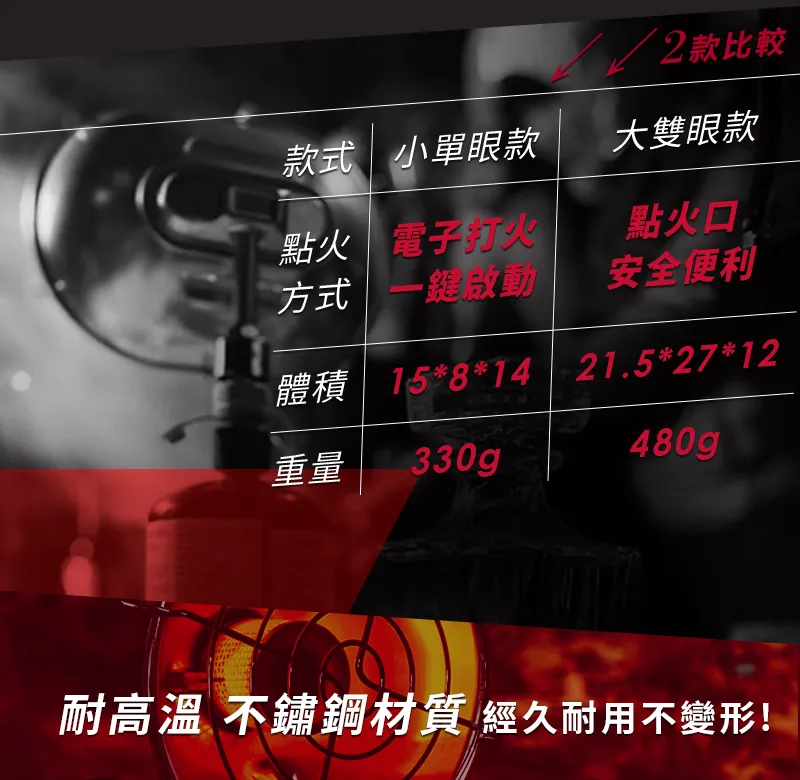 2款比較
款式 小單眼款 大雙眼款
點火方式 電子打火一鍵啟動 點火口安全便利
體積 15*8*14 21.5*27*12
重量 330g 480g
耐高溫 不鏽鋼材質 經久耐用不變形!